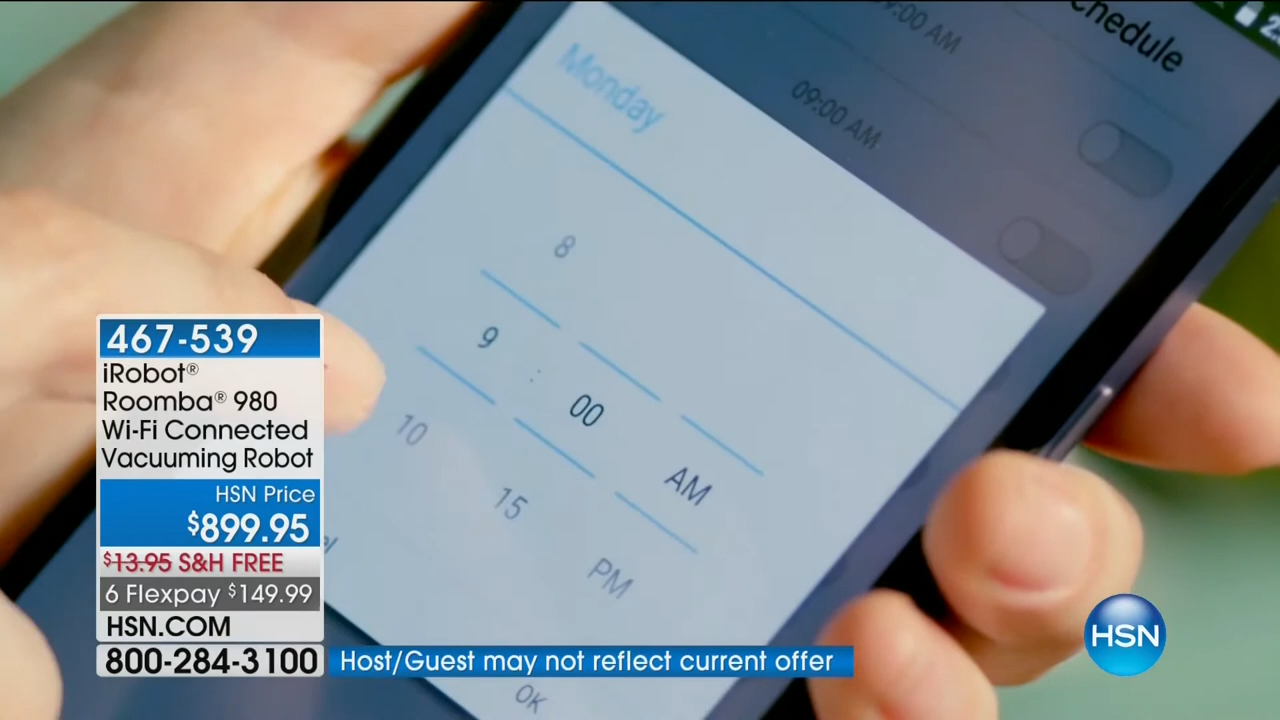 chedule
09:00 AM
09:00 AM
Monday
8
9 : 00 AM
10 15 PM
OK
467-539
iRobot®
Roomba® 980
Wi-Fi Connected
Vacuuming Robot
HSN Price
$899.95
$13.95 S&H FREE
6 Flexpay $149.99
HSN.COM
800-284-3100
Host/Guest may not reflect current offer
HSN